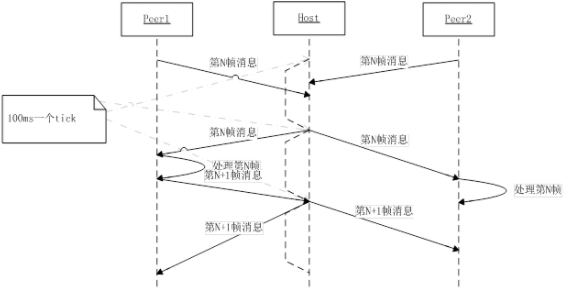 Peer1
Host
Peer2
第N帧消息
第N帧消息
100ms一个tick
第N帧消息
第N帧消息
处理第N帧
第N+1帧消息
处理第N帧
第N+1帧消息
第N+1帧消息